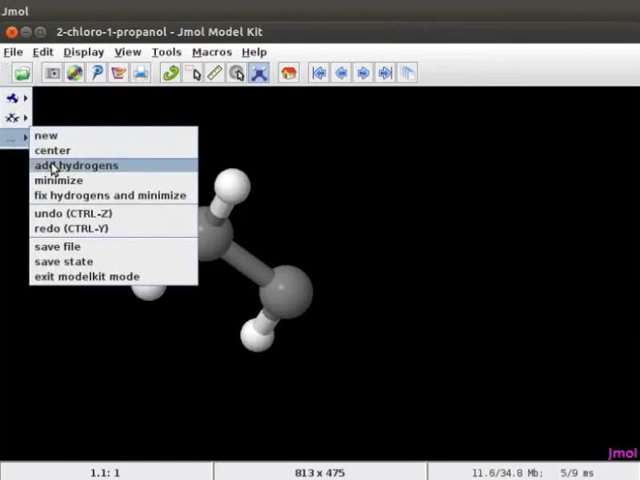 Jmol
2-chloro-1-propanol - Jmol Model Kit
File Edit Display View Tools Macros Help
...
new
center
add hydrogens
minimize
fix hydrogens and minimize
undo (CTRL-Z)
redo (CTRL-Y)
save file
save state
exit modelkit mode
Jmol
1.1: 1 813 x 475 11.6/34.8 Mb; 5/9 ms